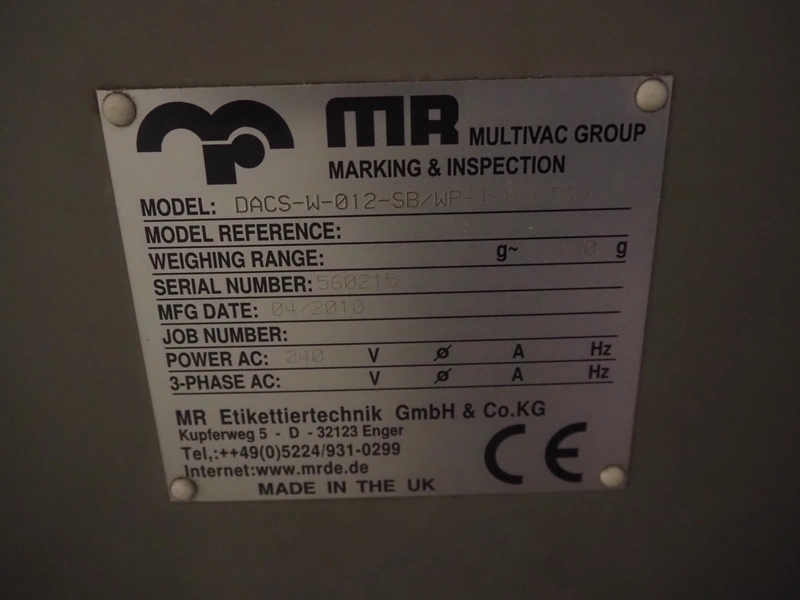 MR MULTIVAC GROUP
MARKING & INSPECTION
MODEL: DACS-W-012-SB/WP-I-
MODEL REFERENCE:
WEIGHING RANGE: g~ g
SERIAL NUMBER: 560215
MFG DATE: 04/2010
JOB NUMBER:
POWER AC: 240 V ø A Hz
3-PHASE AC: V ø A Hz
MR Etikettiertechnik GmbH & Co.KG
Kupferweg 5 - D - 32123 Enger
Tel,:++49(0)5224/931-0299
Internet:www.mrde.de
MADE IN THE UK
CE